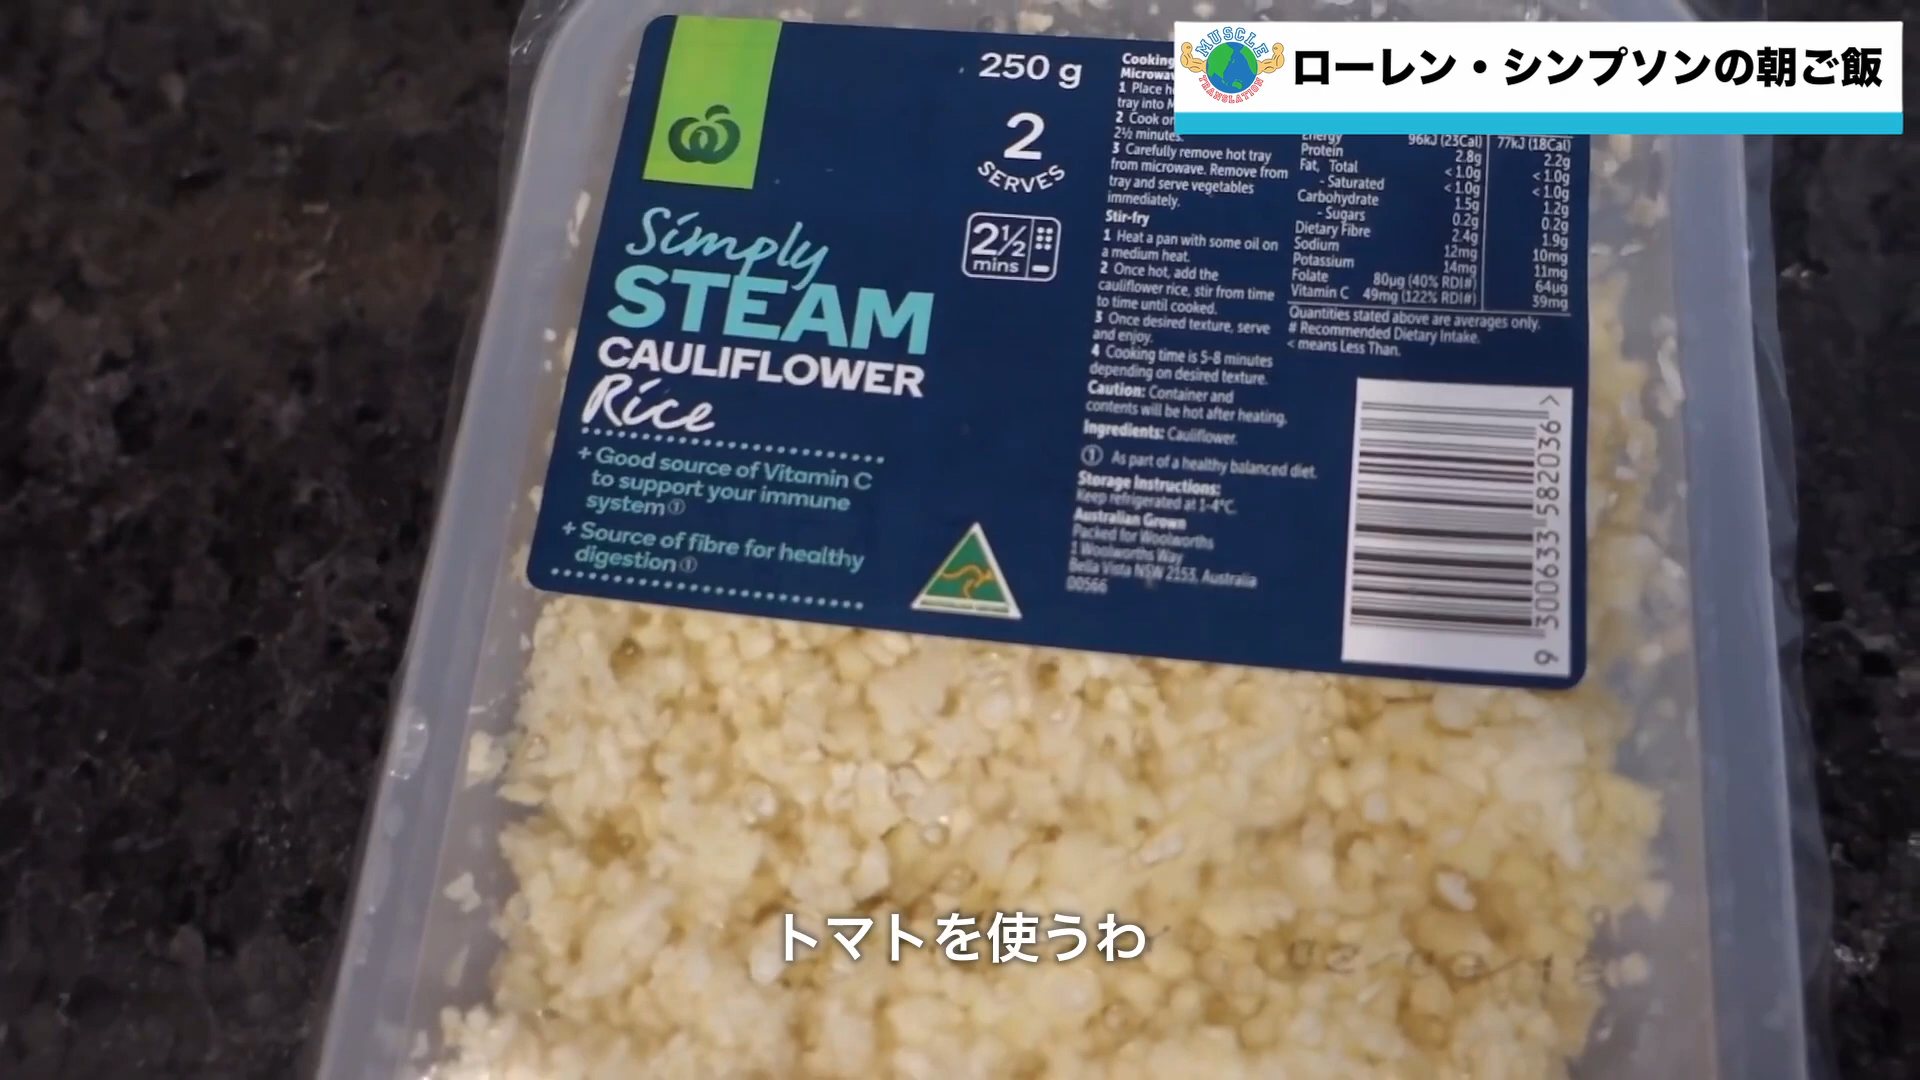 MUSCLE
TRANSLATION
ローレン・シンプソンの朝ご飯
250 g
2
SERVES
2½
mins
Simply
STEAM
CAULIFLOWER
Rice
+ Good source of Vitamin C
to support your immune
system①
+ Source of fibre for healthy
digestion①
Cooking
1 Place
tray into
2 Cook
2½ minutes.
3 Carefully remove hot tray
from microwave. Remove from
tray and serve vegetables
immediately.
Stir-fry
1 Heat a pan with some oil on
a medium heat.
2 Once hot, add the
cauliflower rice, stir from time
to time until cooked.
3 Once desired texture, serve
and enjoy.
4 Cooking time is 5-8 minutes
depending on desired texture.
Caution: Container and
contents will be hot after heating.
Ingredients: Cauliflower.
① As part of a healthy balanced diet.
Storage Instructions:
Keep refrigerated at 1-4°C.
Australian Grown
Packed for Woolworths
1 Woolworths Way
Bella Vista NSW 2153, Australia
00566
Energy 96kJ (23Cal) 77kJ (18Cal)
Protein 2.8g 2.2g
Fat, Total <1.0g <1.0g
- Saturated <1.0g <1.0g
Carbohydrate 1.5g 1.2g
- Sugars 0.2g 0.2g
Dietary Fibre 2.4g 1.9g
Sodium 12mg 10mg
Potassium 14mg 11mg
Folate 80µg (40% RDI#) 64µg
Vitamin C 49mg (122% RDI#) 39mg
Quantities stated above are averages only.
# Recommended Dietary Intake.
< means Less Than.
9 300633 582036 >
トマトを使うわ